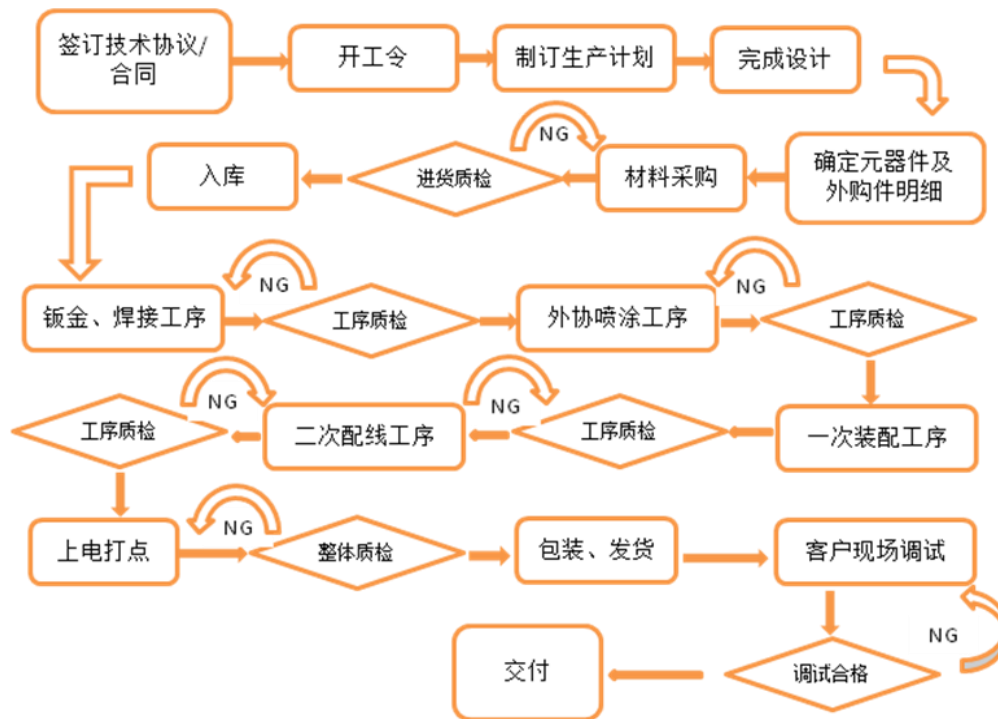 签订技术协议/
合同
开工令
制订生产计划
完成设计
NG
入库
进货质检
材料采购
确定元器件及
外购件明细
NG
NG
钣金、焊接工序
工序质检
外协喷涂工序
工序质检
NG
NG
工序质检
二次配线工序
工序质检
一次装配工序
NG
上电打点
整体质检
包装、发货
客户现场调试
NG
交付
调试合格